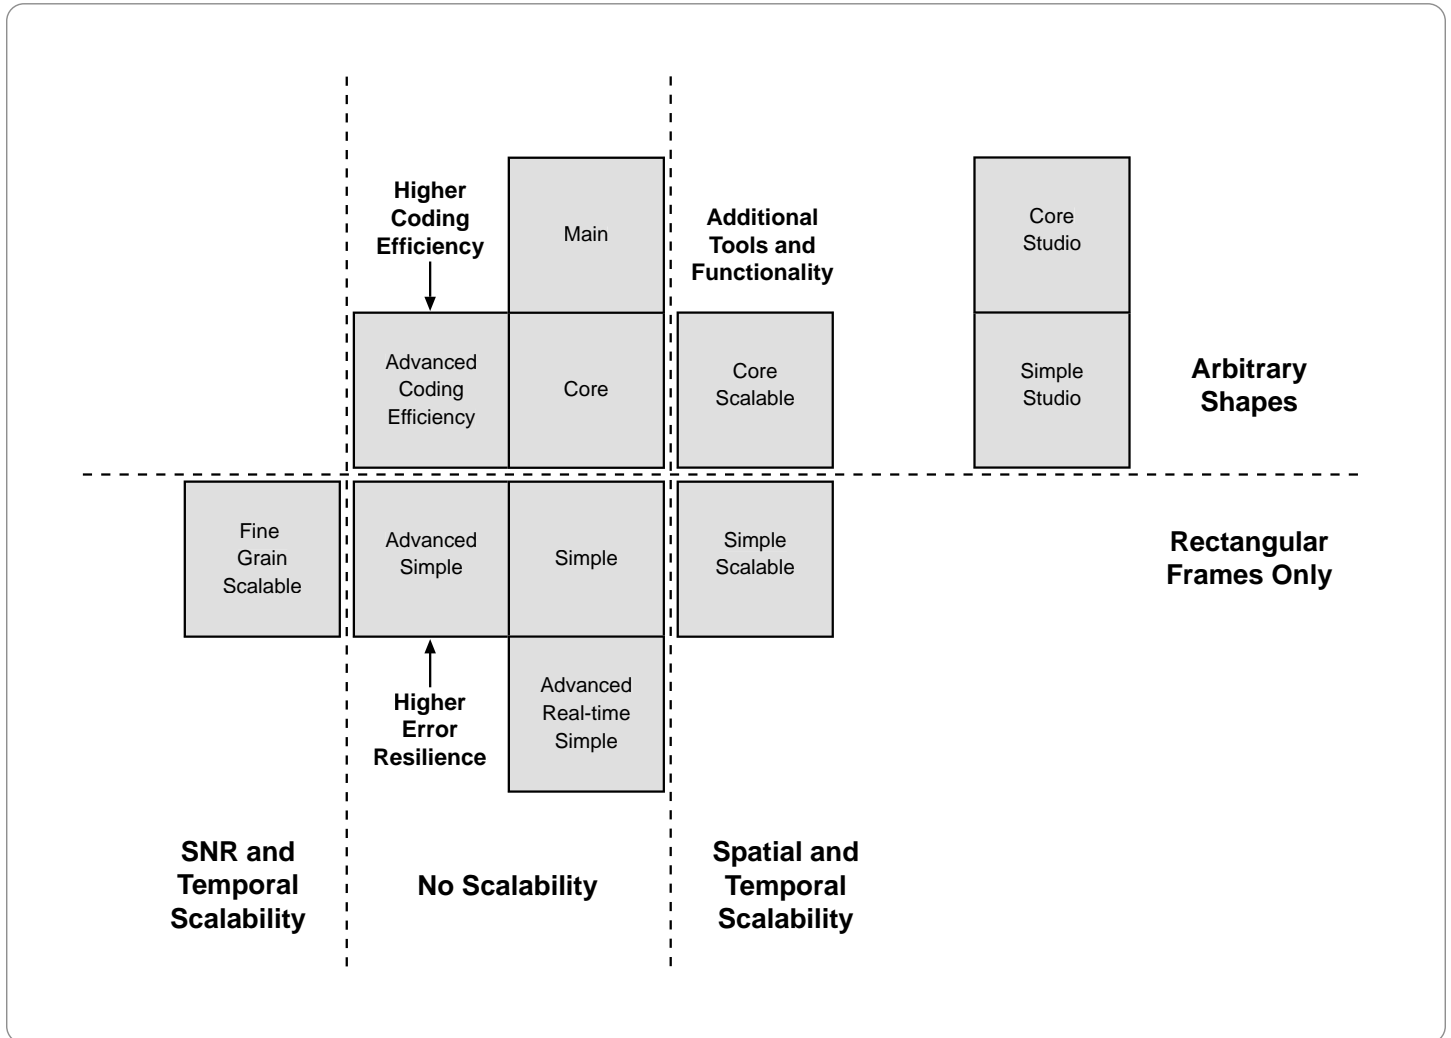 Higher
Coding
Efficiency
Main
Additional
Tools and
Functionality
Core
Studio
Advanced
Coding
Efficiency
Core
Core
Scalable
Simple
Studio
Arbitrary
Shapes
Fine
Grain
Scalable
Advanced
Simple
Simple
Simple
Scalable
Rectangular
Frames Only
Higher
Error
Resilience
Advanced
Real-time
Simple
SNR and
Temporal
Scalability
No Scalability
Spatial and
Temporal
Scalability